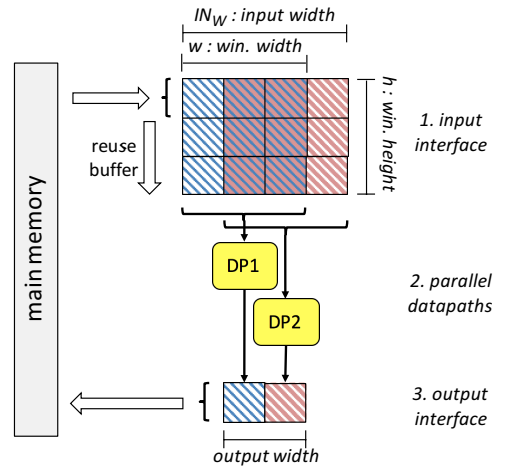 IN_W : input width
w : win. width
main memory
reuse
buffer
h : win. height
1. input
interface
DP1
DP2
2. parallel
datapaths
3. output
interface
output width